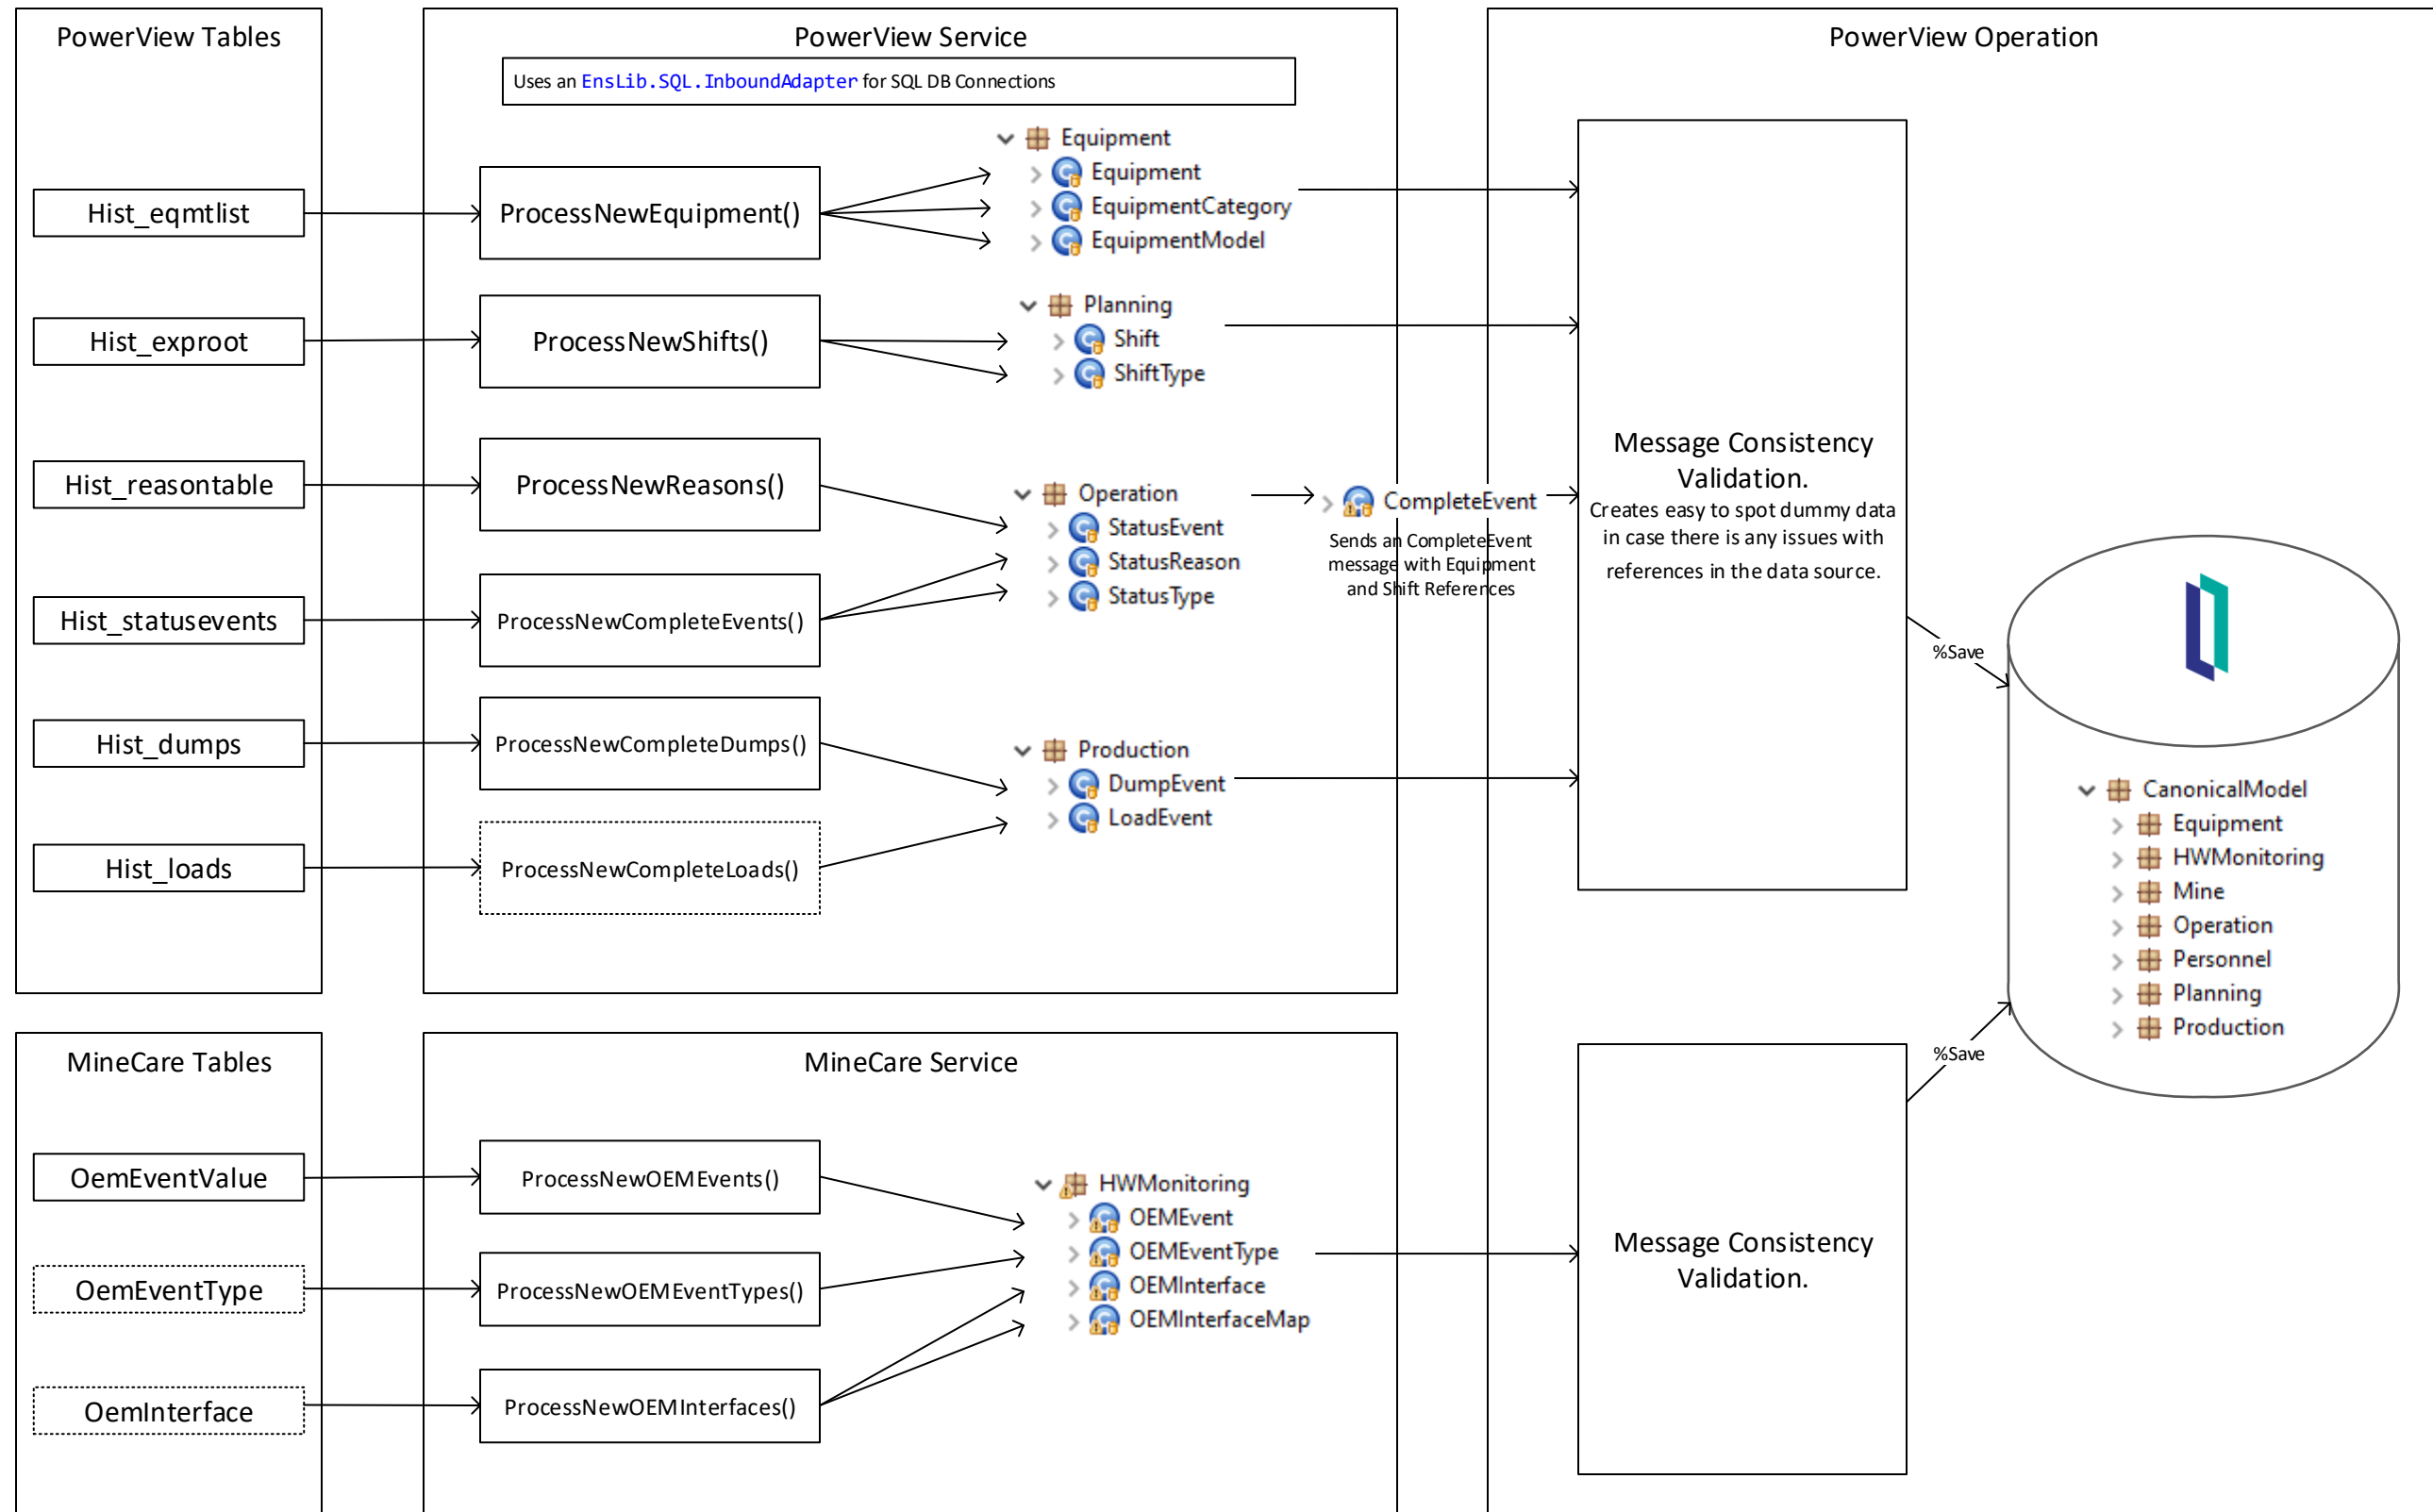 PowerView Tables
Hist_eqmtlist
Hist_exproot
Hist_reasontable
Hist_statusevents
Hist_dumps
Hist_loads
PowerView Service
Uses an EnsLib.SQL.InboundAdapter for SQL DB Connections
ProcessNewEquipment()
ProcessNewShifts()
ProcessNewReasons()
ProcessNewCompleteEvents()
ProcessNewCompleteDumps()
ProcessNewCompleteLoads()
Equipment
Equipment
EquipmentCategory
EquipmentModel
Planning
Shift
ShiftType
Operation
StatusEvent
StatusReason
StatusType
Production
DumpEvent
LoadEvent
CompleteEvent
Sends an CompleteEvent
message with Equipment
and Shift References
PowerView Operation
Message Consistency
Validation.
Creates easy to spot dummy data
in case there is any issues with
references in the data source.
%Save
CanonicalModel
Equipment
HWMonitoring
Mine
Operation
Personnel
Planning
Production
MineCare Tables
OemEventValue
OemEventType
OemInterface
MineCare Service
ProcessNewOEMEvents()
ProcessNewOEMEventTypes()
ProcessNewOEMInterfaces()
HWMonitoring
OEMEvent
OEMEventType
OEMInterface
OEMInterfaceMap
Message Consistency
Validation.
%Save